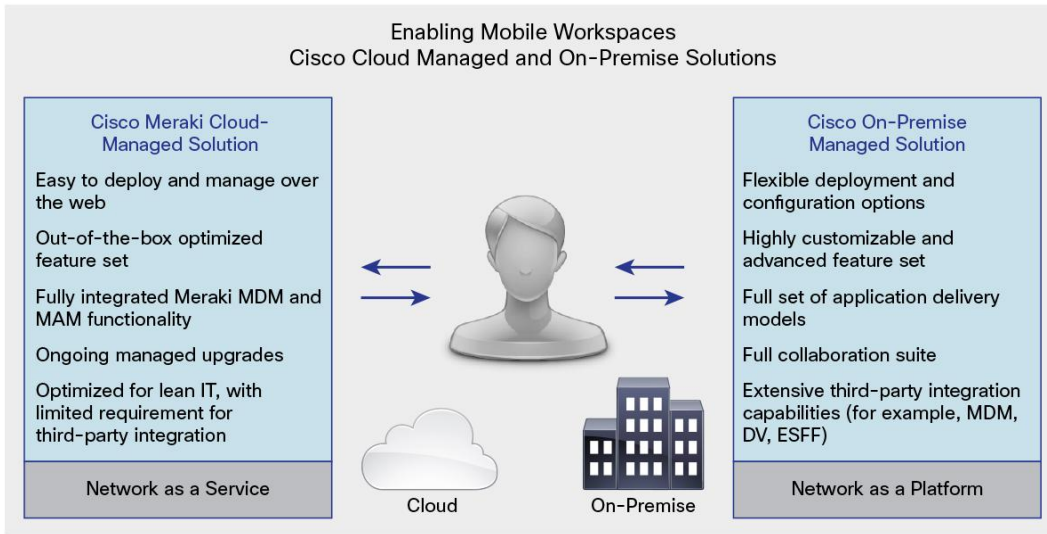 Enabling Mobile Workspaces
Cisco Cloud Managed and On-Premise Solutions
Cisco Meraki Cloud-
Managed Solution
Easy to deploy and manage over
the web
Out-of-the-box optimized
feature set
Fully integrated Meraki MDM and
MAM functionality
Ongoing managed upgrades
Optimized for lean IT, with
limited requirement for
third-party integration
Network as a Service
Cloud
On-Premise
Cisco On-Premise
Managed Solution
Flexible deployment and
configuration options
Highly customizable and
advanced feature set
Full set of application delivery
models
Full collaboration suite
Extensive third-party integration
capabilities (for example, MDM,
DV, ESFF)
Network as a Platform